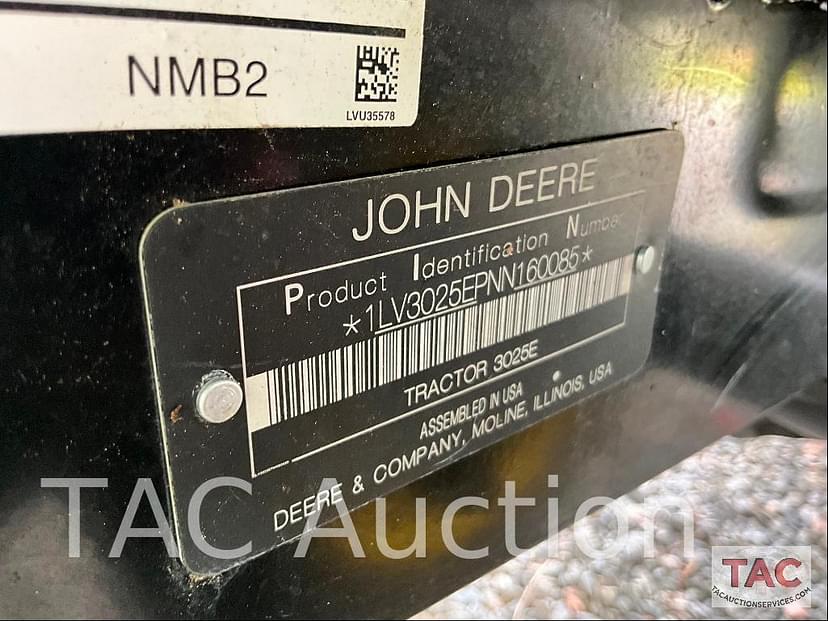 NMB2
LVU35578
JOHN DEERE
Product Identification Number
*1LV3025EPNN160085*
TRACTOR 3025E
ASSEMBLED IN USA
DEERE & COMPANY, MOLINE, ILLINOIS, USA
TAC Auction
TAC
TACAUCTIONSERVICES.COM